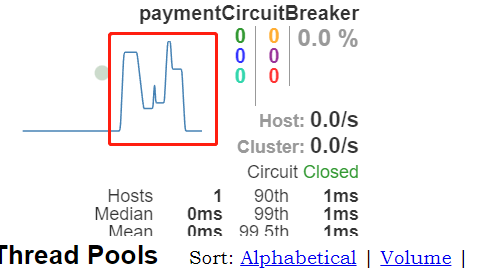 paymentCircuitBreaker
0 0 0.0 %
0 0
0 0
Host: 0.0/s
Cluster: 0.0/s
Circuit Closed
Hosts 1 90th 1ms
Median 0ms 99th 1ms
Mean 0ms 99.5th 1ms
Thread Pools Sort: Alphabetical | Volume |